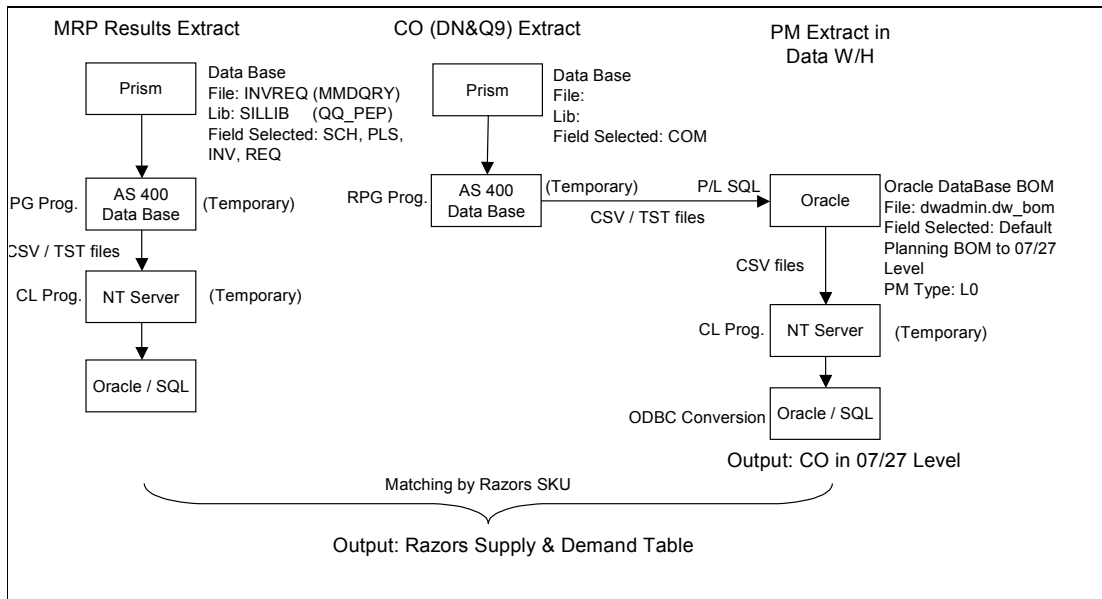 MRP Results Extract
Prism
Data Base
File: INVREQ (MMDQRY)
Lib: SILLIB (QQ_PEP)
Field Selected: SCH, PLS,
INV, REQ
PG Prog.
AS 400
Data Base
(Temporary)
CSV / TST files
CL Prog.
NT Server
(Temporary)
Oracle / SQL
CO (DN&Q9) Extract
Prism
Data Base
File:
Lib:
Field Selected: COM
RPG Prog.
AS 400
Data Base
(Temporary)
CSV / TST files
P/L SQL
PM Extract in
Data W/H
Oracle
Oracle DataBase BOM
File: dwadmin.dw_bom
Field Selected: Default
Planning BOM to 07/27
Level
PM Type: L0
CSV files
CL Prog.
NT Server
(Temporary)
ODBC Conversion
Oracle / SQL
Output: CO in 07/27 Level
Matching by Razors SKU
Output: Razors Supply & Demand Table